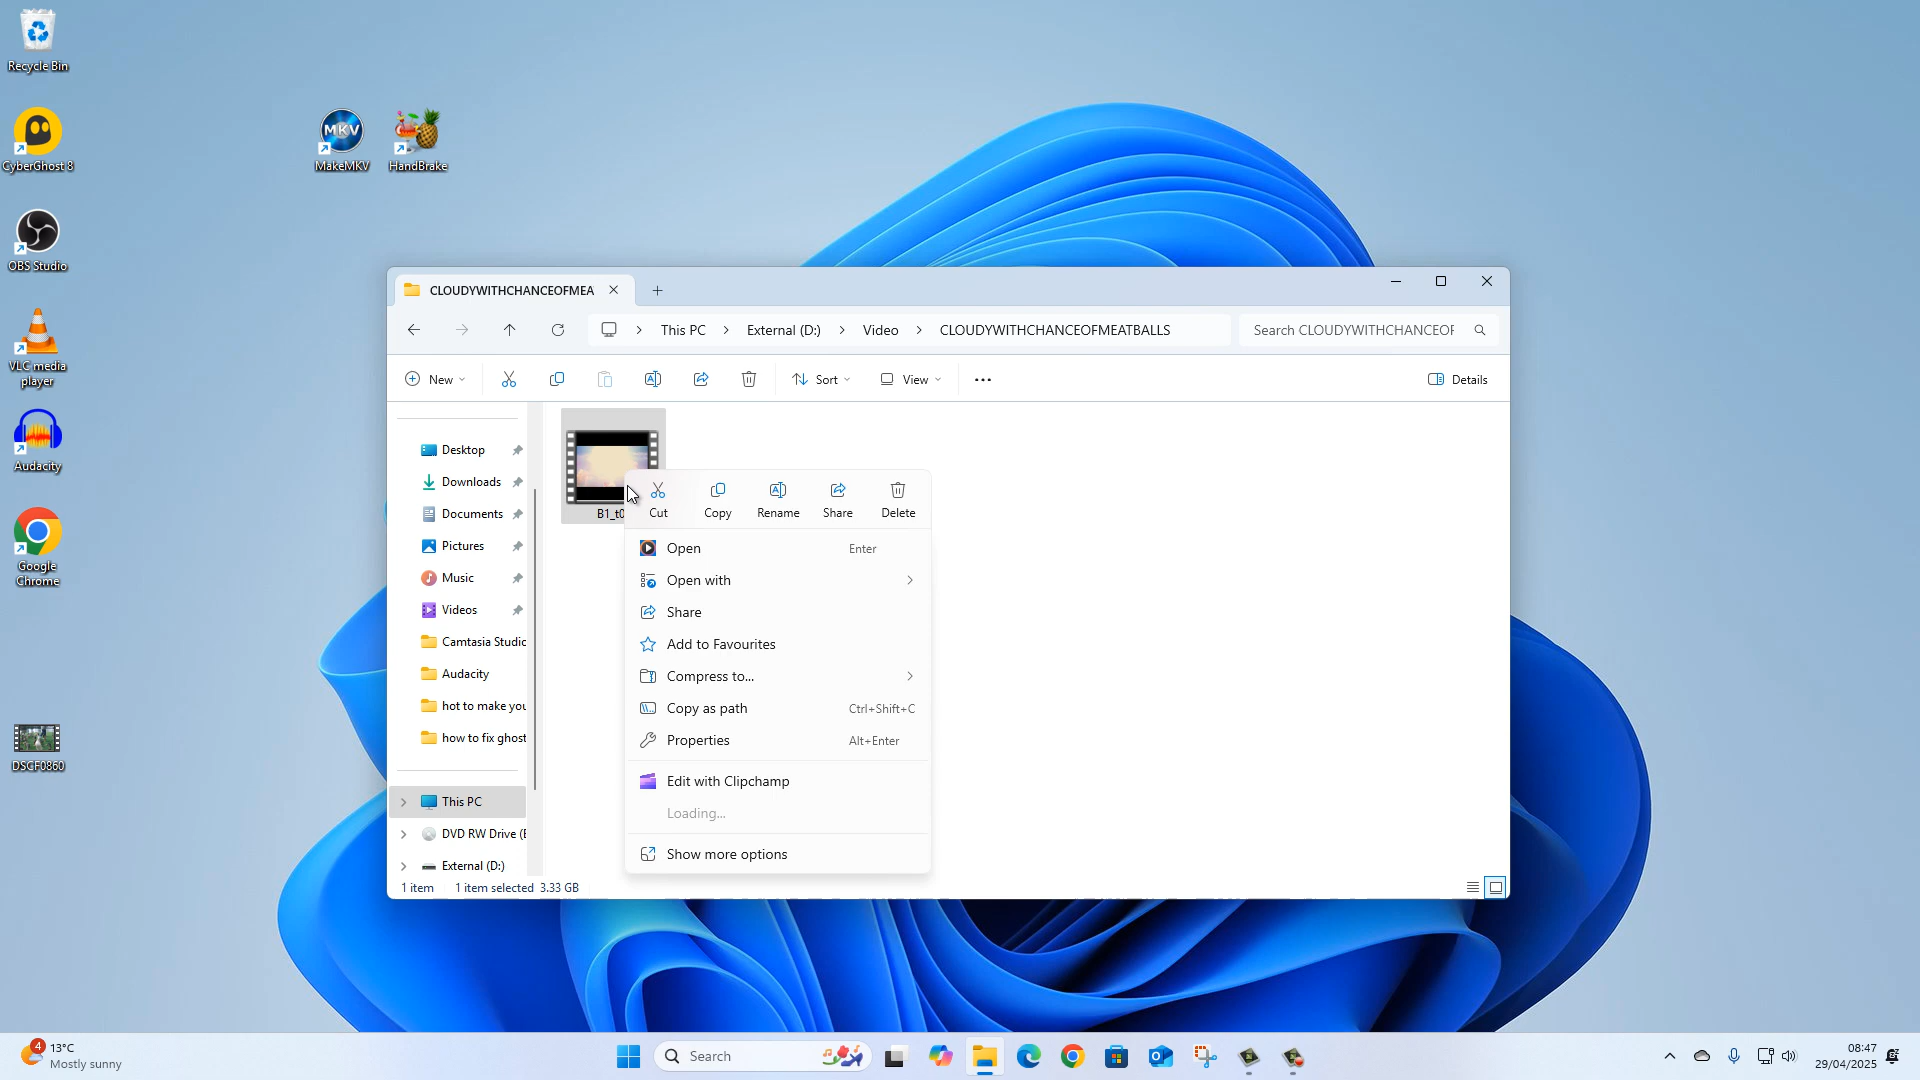 Recycle Bin
CyberGhost 8
OBS Studio
VLC media
player
Audacity
Google
Chrome
DSCF0860
MKV
MakeMKV
HandBrake
CLOUDYWITHCHANCEOFMEA
This PC
External (D:)
Video
CLOUDYWITHCHANCEOFMEATBALLS
Search CLOUDYWITHCHANCEOF
New
Sort
View
Details
Desktop
Downloads
Documents
Pictures
Music
Videos
Camtasia Studio
Audacity
hot to make you
how to fix ghost
This PC
DVD RW Drive (E
External (D:)
B1_t0
Cut
Copy
Rename
Share
Delete
Open Enter
Open with
Share
Add to Favourites
Compress to...
Copy as path Ctrl+Shift+C
Properties Alt+Enter
Edit with Clipchamp
Loading...
Show more options
1 item 1 item selected 3.33 GB
4
13°C
Mostly sunny
Search
08:47
29/04/2025